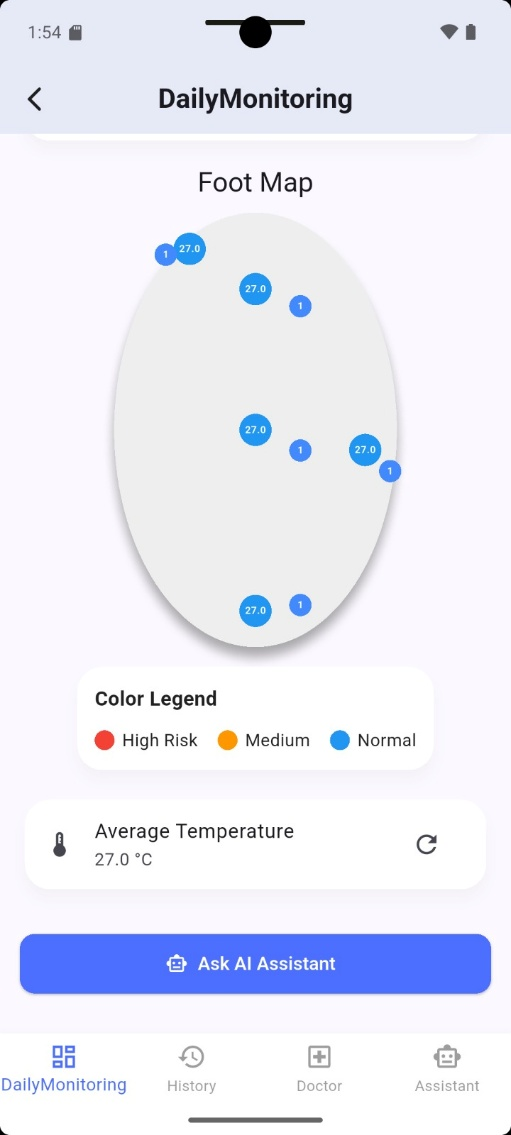 1:54
DailyMonitoring
Foot Map
1 27.0
27.0
1
27.0
1
27.0
1
27.0
1
Color Legend
High Risk Medium Normal
Average Temperature
27.0 °C
Ask AI Assistant
DailyMonitoring History Doctor Assistant